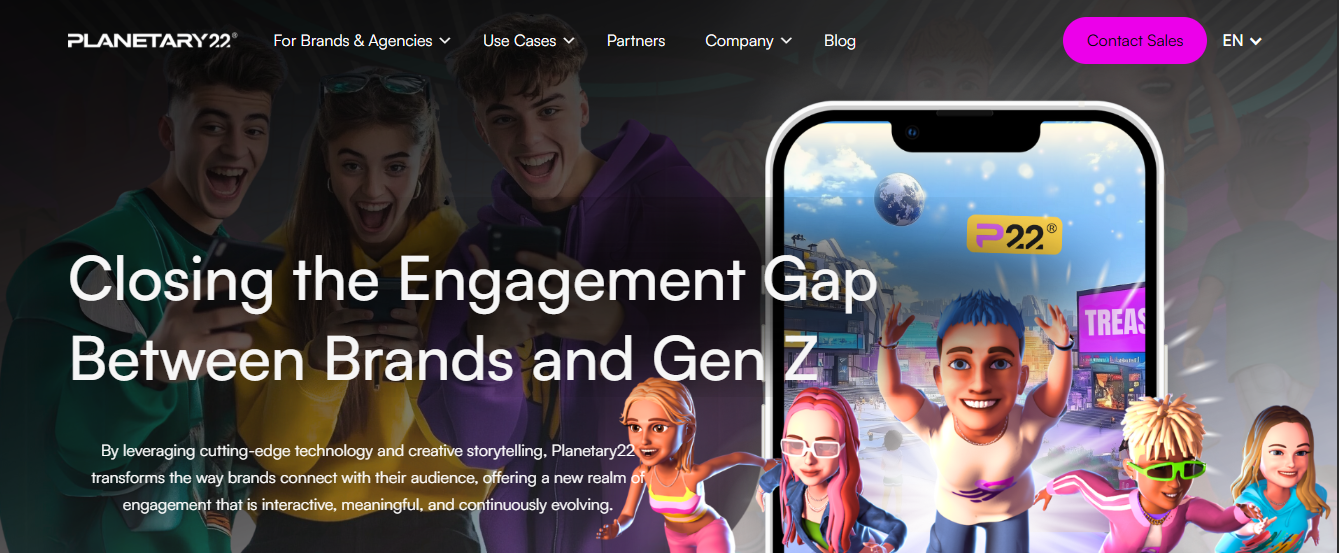 PLANETARY22®
For Brands & Agencies
Use Cases
Partners
Company
Blog
Contact Sales
EN
P22®
TREAS
Closing the Engagement Gap
Between Brands and Gen Z
By leveraging cutting-edge technology and creative storytelling, Planetary22
transforms the way brands connect with their audience, offering a new realm of
engagement that is interactive, meaningful, and continuously evolving.